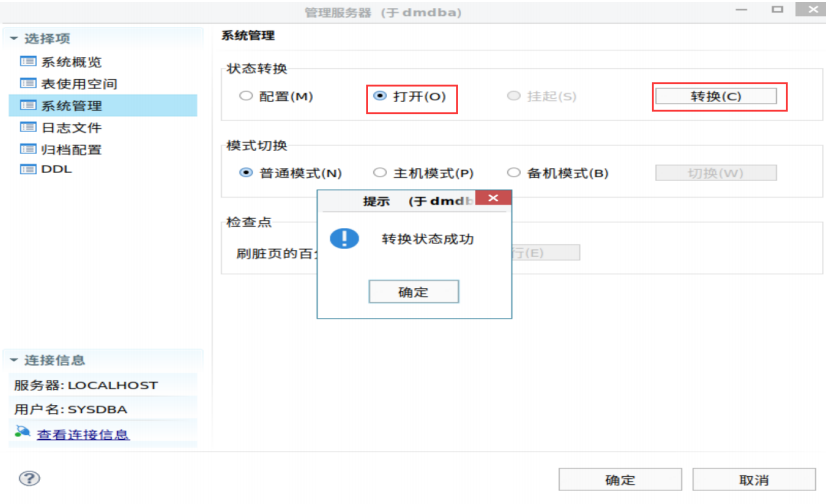 管理服务器 (于 dmdba)
选择项
系统概览
表使用空间
系统管理
日志文件
归档配置
DDL
系统管理
状态转换
配置(M)
打开(O)
挂起(S)
转换(C)
模式切换
普通模式(N)
主机模式(P)
备机模式(B)
切换(W)
检查点
刷脏页的百
行(E)
提示 (于 dmdb
转换状态成功
确定
连接信息
服务器: LOCALHOST
用户名: SYSDBA
查看连接信息
确定
取消